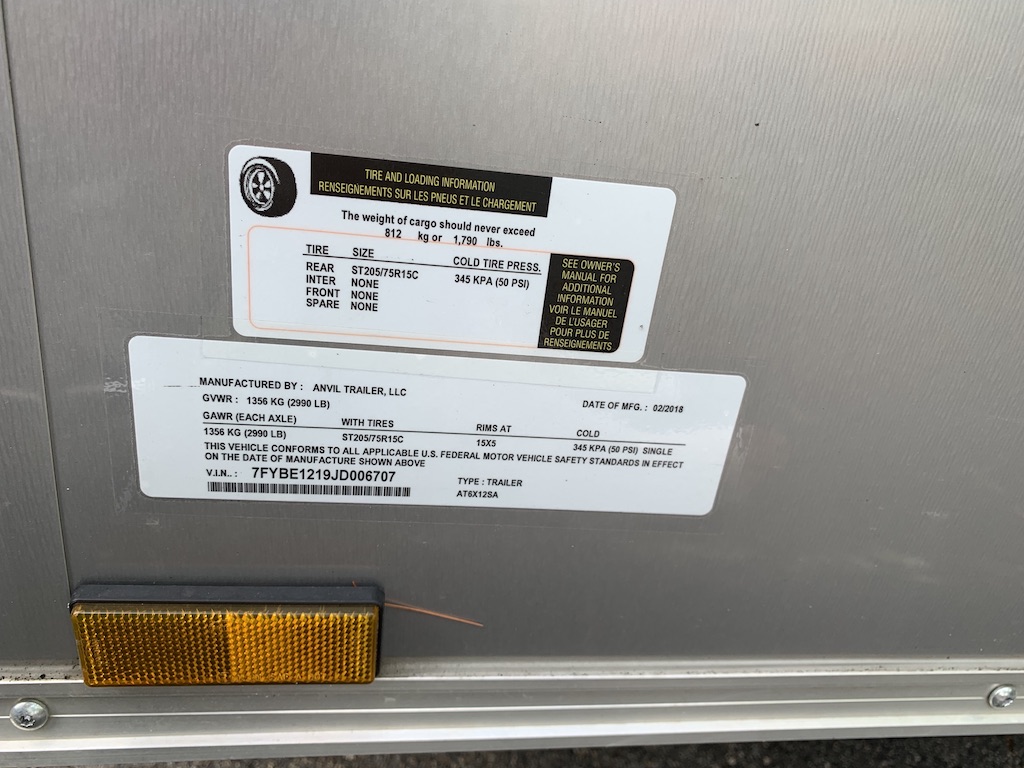 TIRE AND LOADING INFORMATION
RENSEIGNEMENTS SUR LES PNEUS ET LE CHARGEMENT
The weight of cargo should never exceed
812 kg or 1,790 lbs.
TIRE SIZE COLD TIRE PRESS.
REAR ST205/75R15C 345 KPA (50 PSI)
INTER NONE
FRONT NONE
SPARE NONE
SEE OWNER'S
MANUAL FOR
ADDITIONAL
INFORMATION
VOIR LE MANUEL
DE L'USAGER
POUR PLUS DE
RENSEIGNEMENTS
MANUFACTURED BY : ANVIL TRAILER, LLC
GVWR : 1356 KG (2990 LB) DATE OF MFG. : 02/2018
GAWR (EACH AXLE) WITH TIRES RIMS AT COLD
1356 KG (2990 LB) ST205/75R15C 15X5 345 KPA (50 PSI) SINGLE
THIS VEHICLE CONFORMS TO ALL APPLICABLE U.S. FEDERAL MOTOR VEHICLE SAFETY STANDARDS IN EFFECT
ON THE DATE OF MANUFACTURE SHOWN ABOVE
V.I.N.. : 7FYBE1219JD006707 TYPE : TRAILER
AT6X12SA